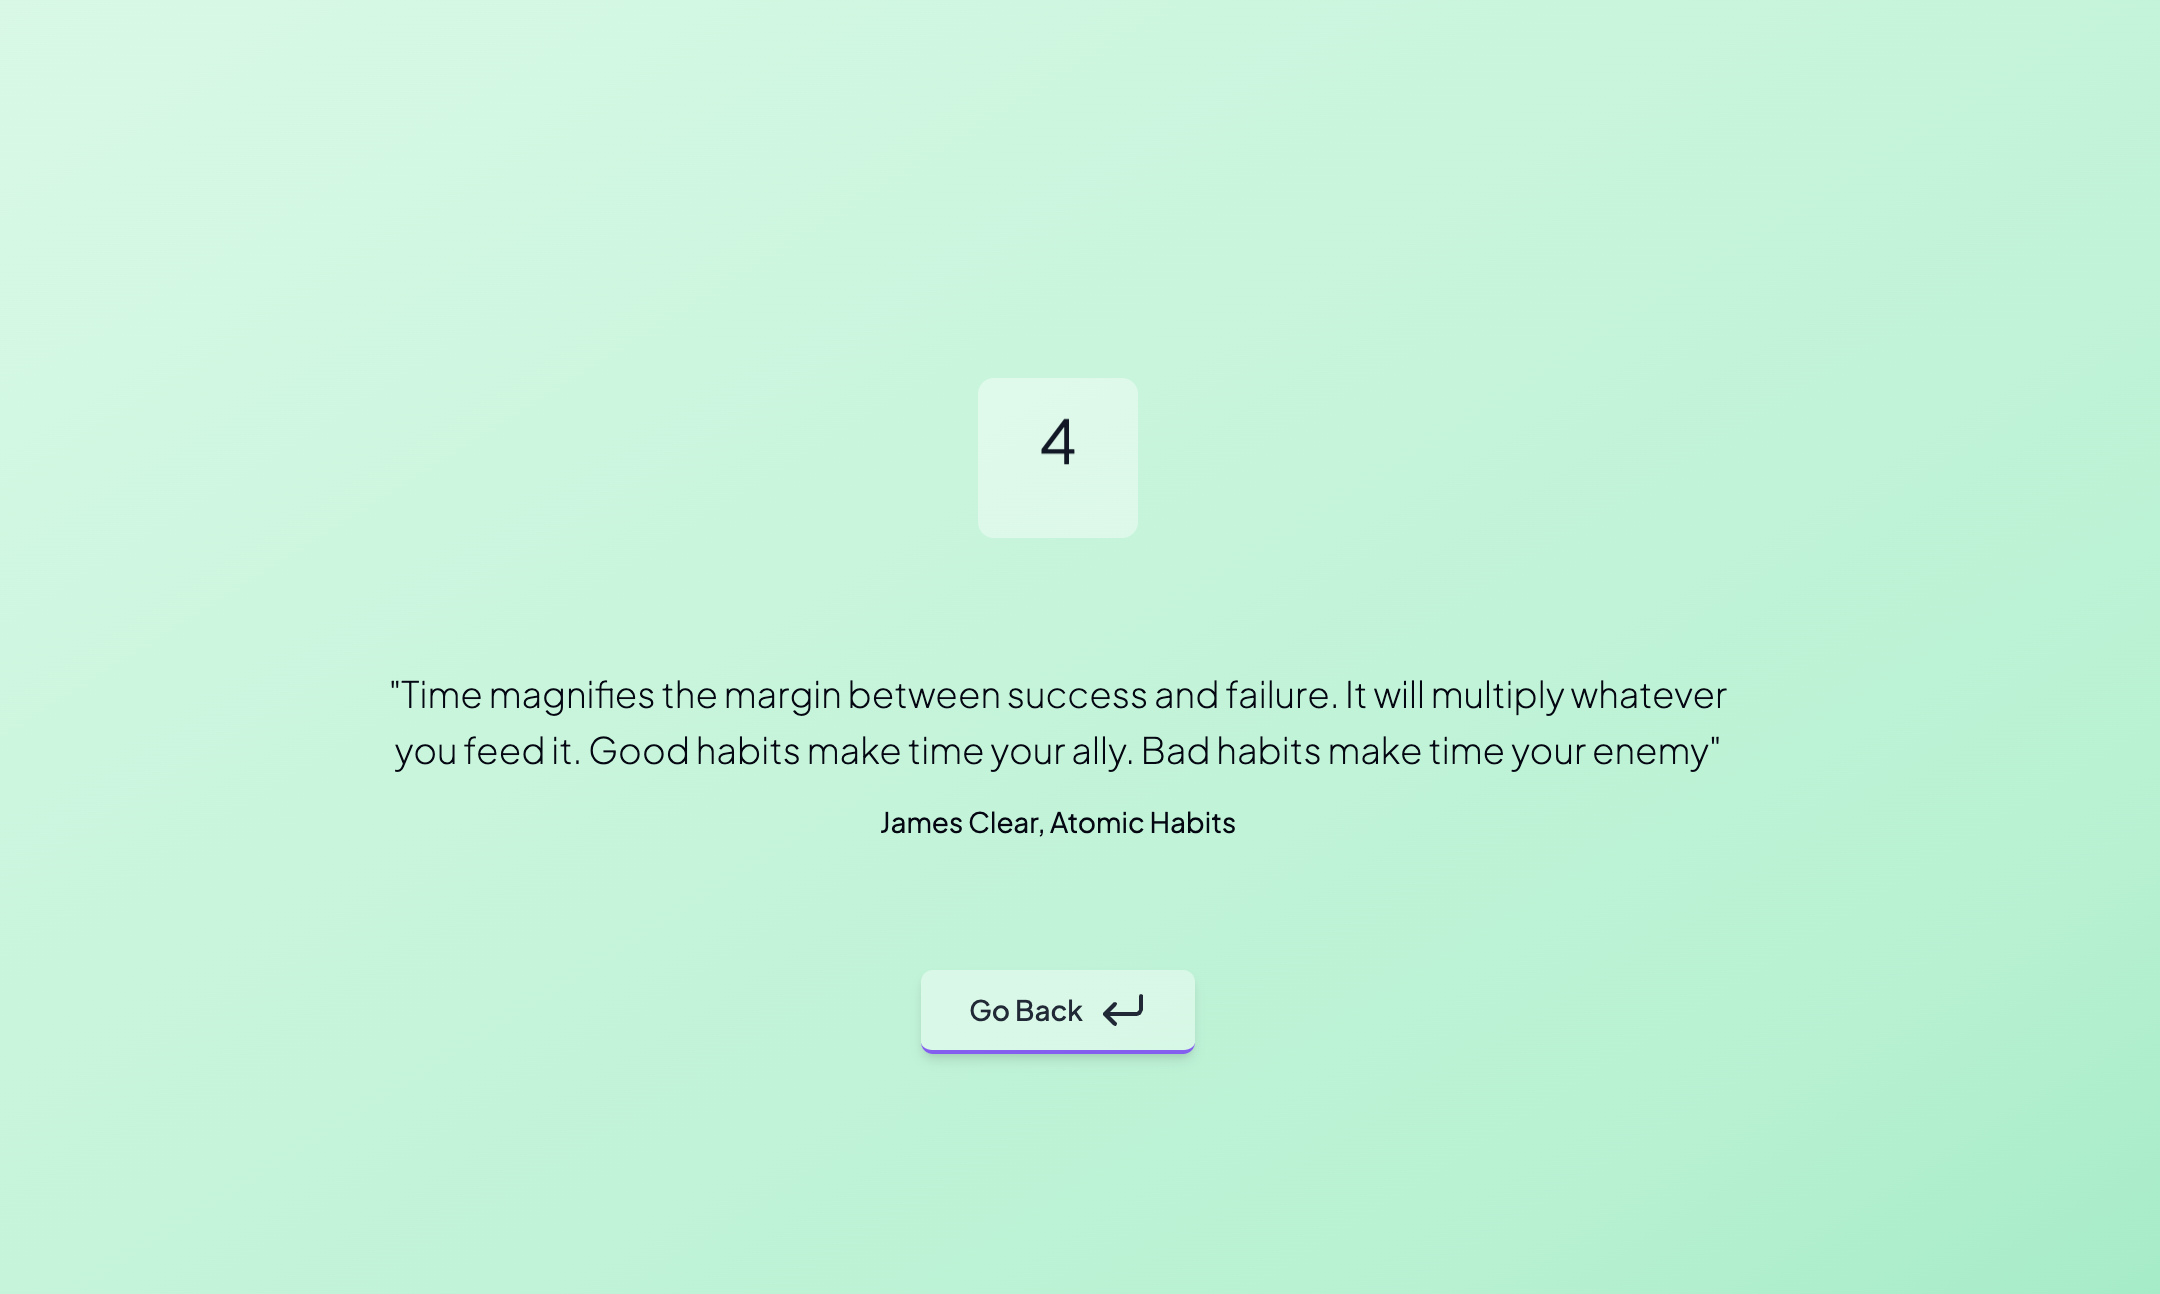 4
"Time magnifies the margin between success and failure. It will multiply whatever
you feed it. Good habits make time your ally. Bad habits make time your enemy"
James Clear, Atomic Habits
Go Back